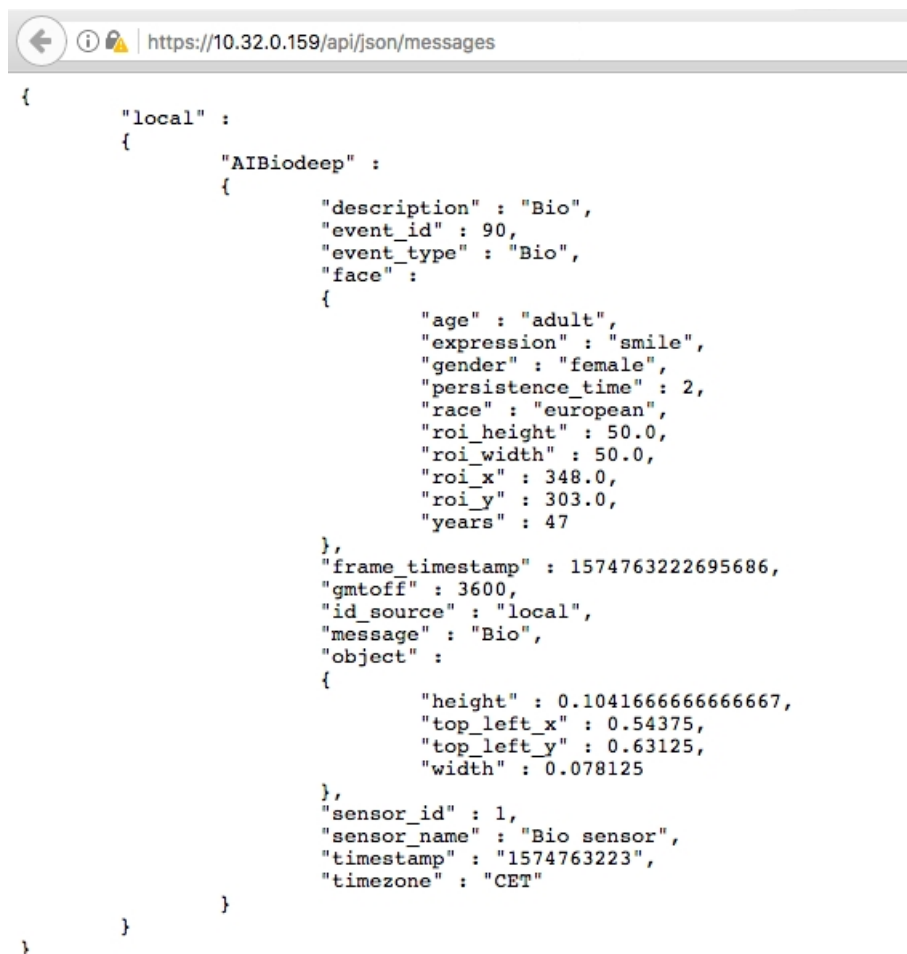 https://10.32.0.159/api/json/messages
{
"local" :
{
"AIBiodeep" :
{
"description" : "Bio",
"event_id" : 90,
"event_type" : "Bio",
"face" :
{
"age" : "adult",
"expression" : "smile",
"gender" : "female",
"persistence_time" : 2,
"race" : "european",
"roi_height" : 50.0,
"roi_width" : 50.0,
"roi_x" : 348.0,
"roi_y" : 303.0,
"years" : 47
},
"frame_timestamp" : 1574763222695686,
"gmtoff" : 3600,
"id_source" : "local",
"message" : "Bio",
"object" :
{
"height" : 0.1041666666666667,
"top_left_x" : 0.54375,
"top_left_y" : 0.63125,
"width" : 0.078125
},
"sensor_id" : 1,
"sensor_name" : "Bio sensor",
"timestamp" : "1574763223",
"timezone" : "CET"
}
}
}